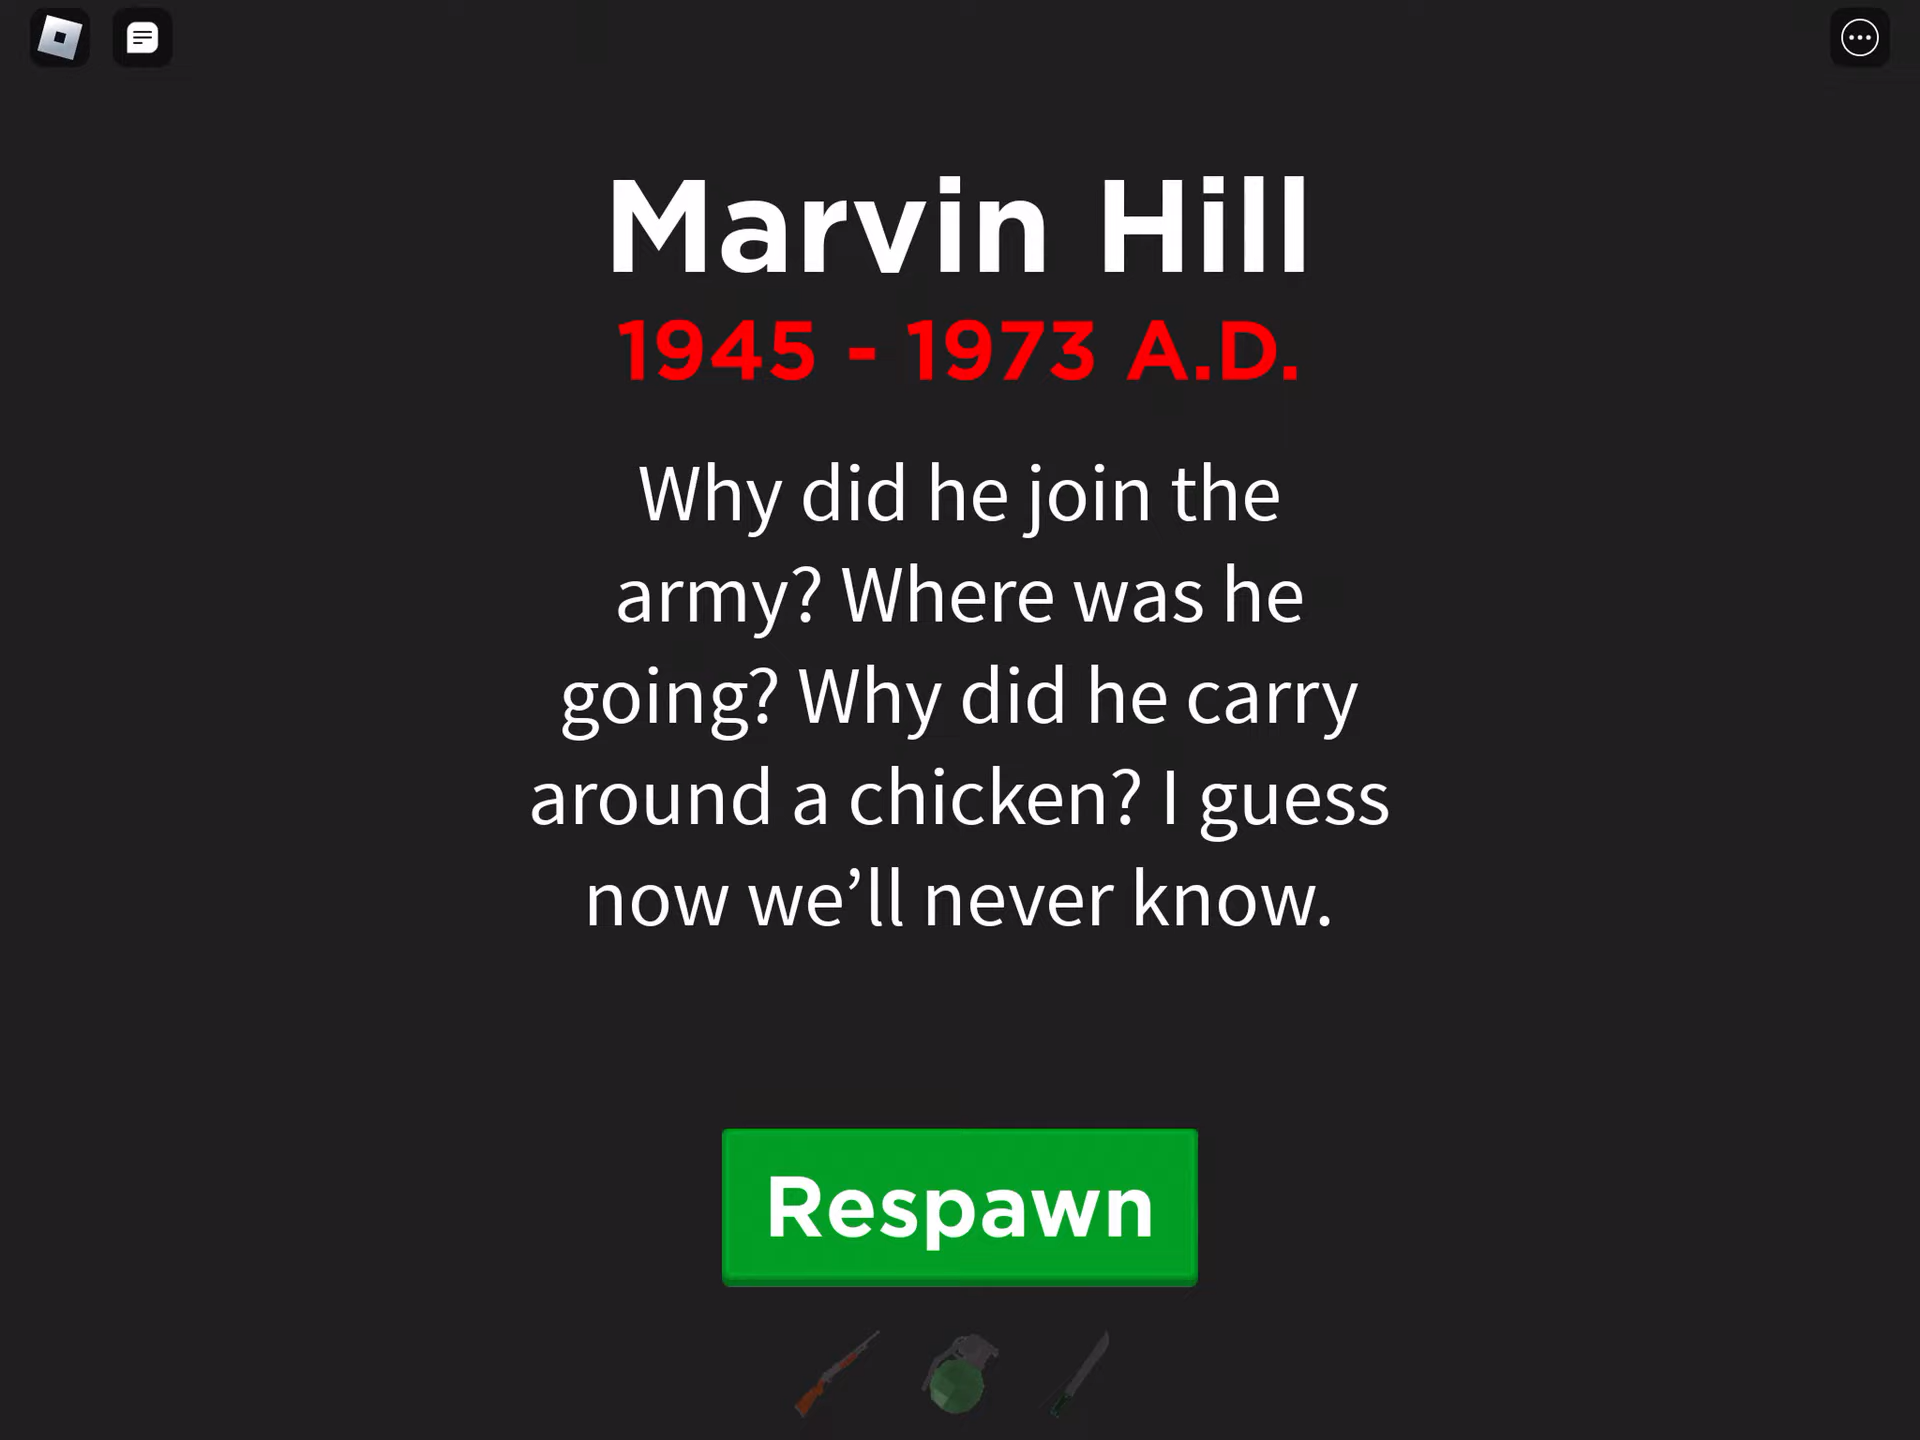 Marvin Hill
1945 - 1973 A.D.
Why did he join the
army? Where was he
going? Why did he carry
around a chicken? I guess
now we’ll never know.
Respawn